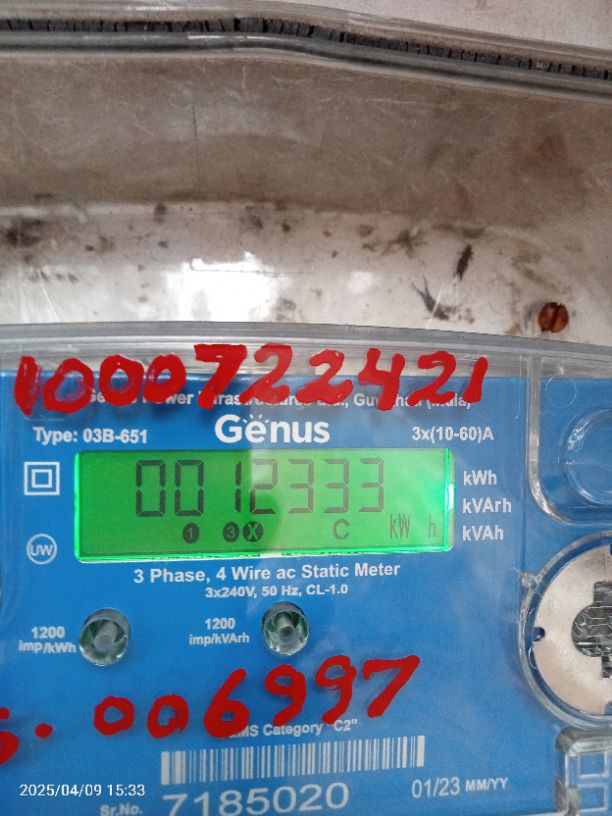 1000722421
Type: 03B-651
Genus
3x(10-60)A
0012333
kWh
kVArh
kVAh
1 3 X C kW h
UW
3 Phase, 4 Wire ac Static Meter
3x240V, 50 Hz, CL-1.0
1200
imp/kWh
1200
imp/kVArh
006997
Category "C2"
2025/04/09 15:33
01/23 MM/YY
Sr.No. 7185020